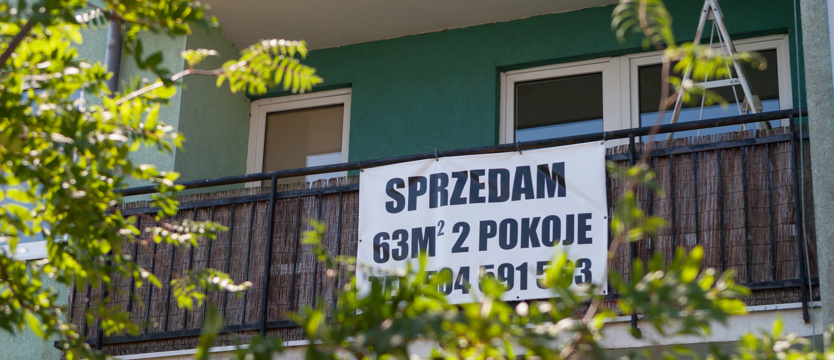 SPRZEDAM
63M² 2 POKOJE
591